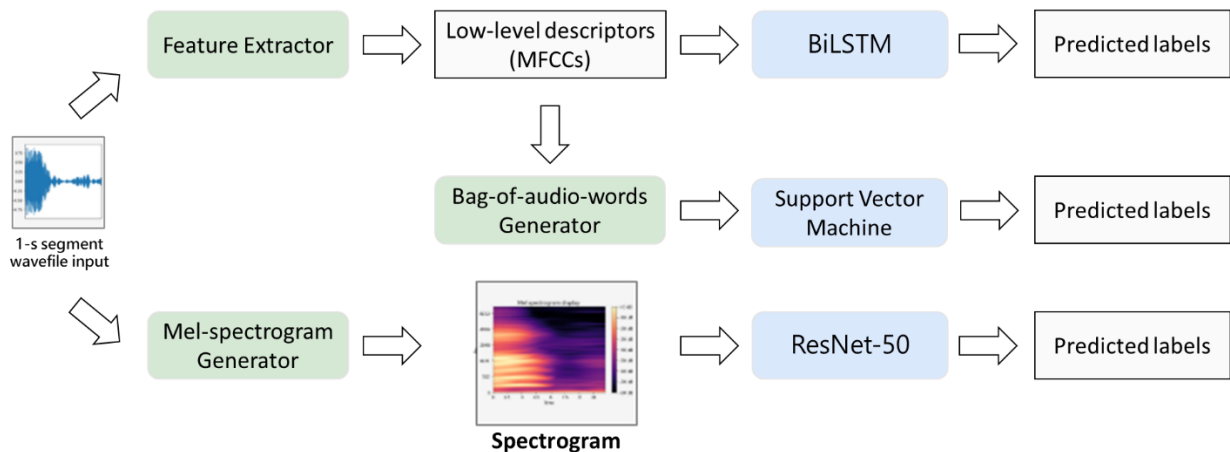 Feature Extractor
Low-level descriptors
(MFCCs)
BiLSTM
Predicted labels
1-s segment
wavefile input
Bag-of-audio-words
Generator
Support Vector
Machine
Predicted labels
Mel-spectrogram
Generator
Mel spectrogram display
Time
Spectrogram
ResNet-50
Predicted labels